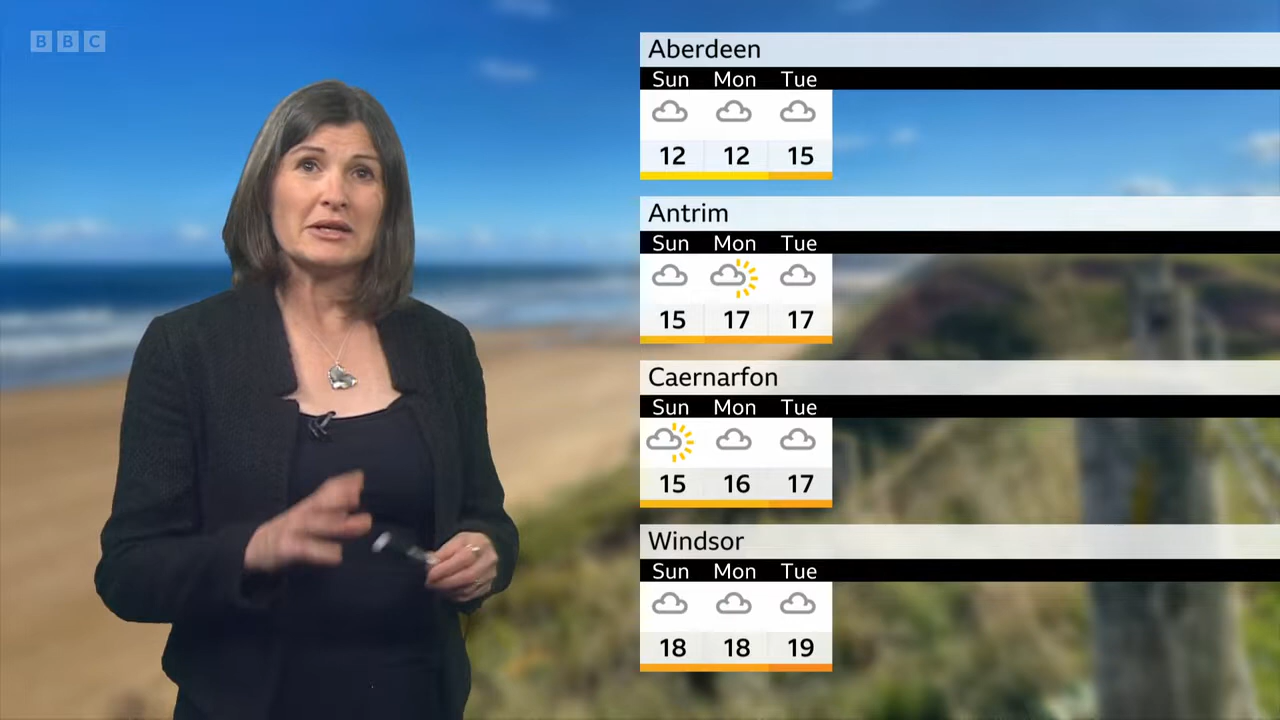 BBC
Aberdeen
Sun Mon Tue
12 12 15
Antrim
Sun Mon Tue
15 17 17
Caernarfon
Sun Mon Tue
15 16 17
Windsor
Sun Mon Tue
18 18 19